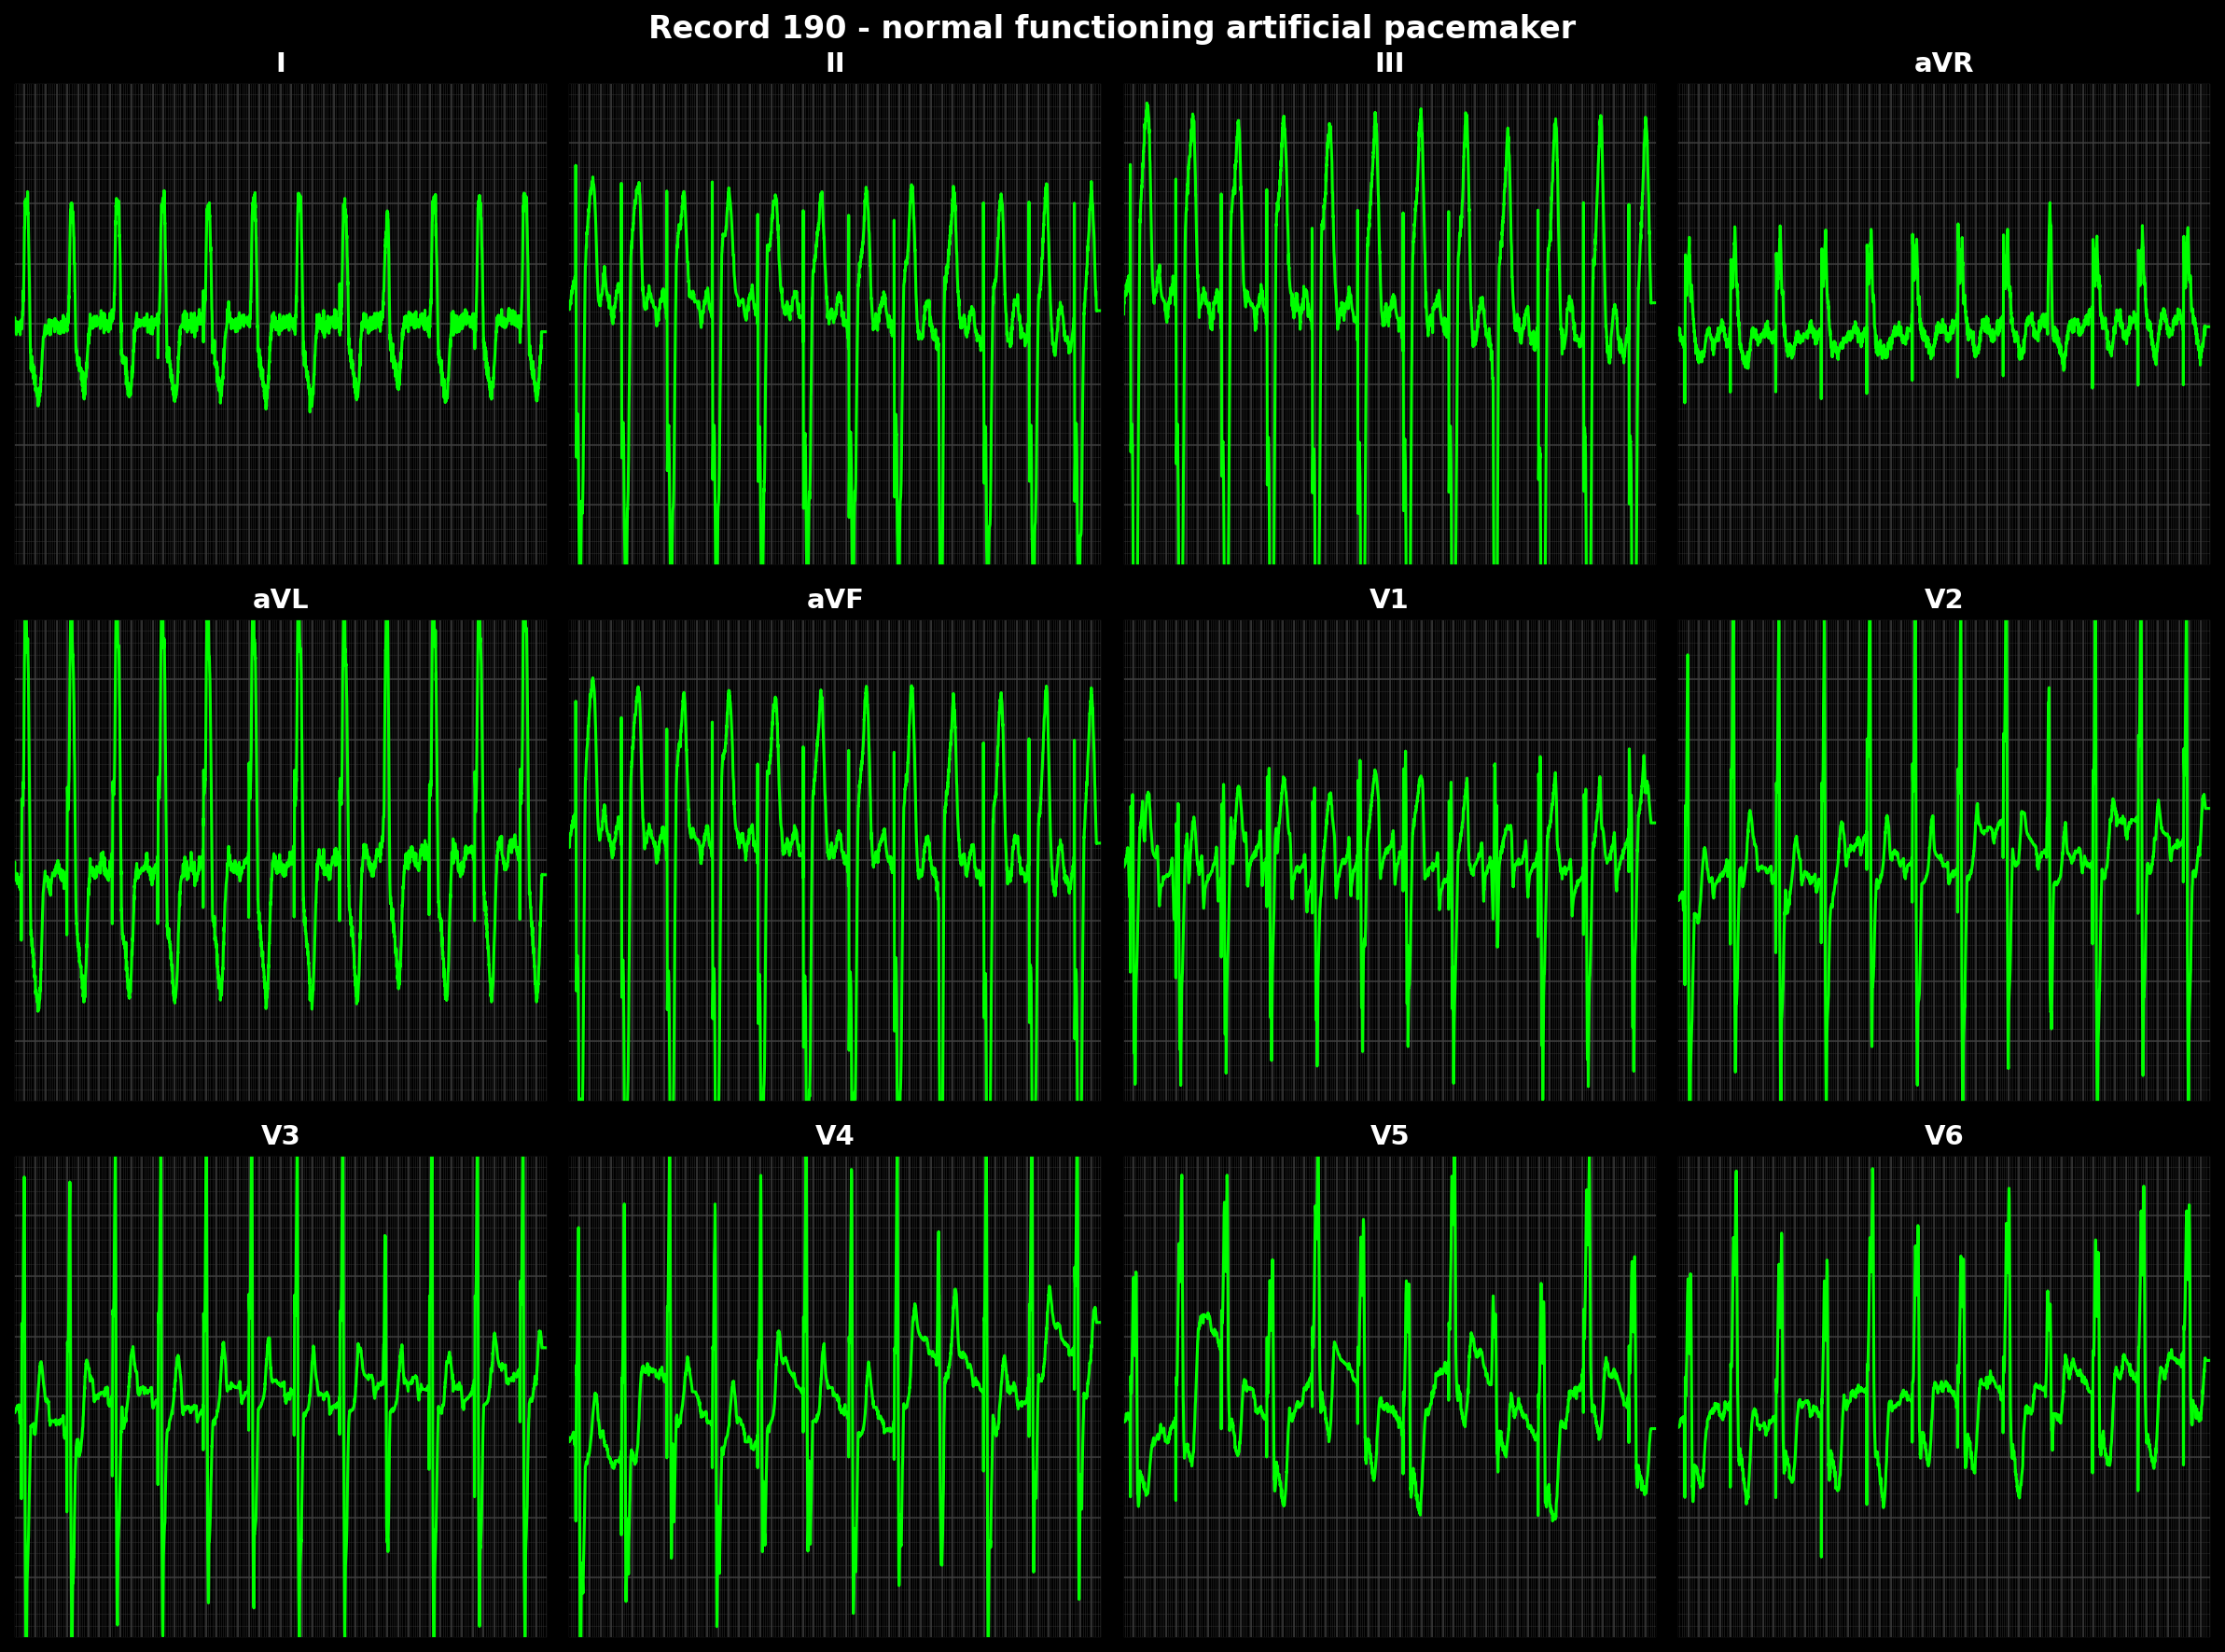 Record 190 - normal functioning artificial pacemaker
I
II
III
aVR
aVL
aVF
V1
V2
V3
V4
V5
V6